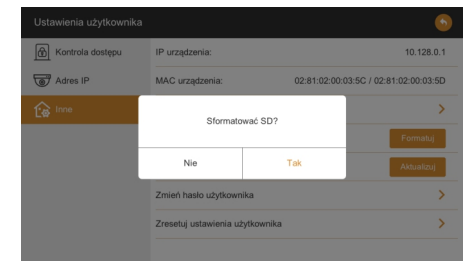 Ustawienia użytkownika
Kontrola dostępu
Adres IP
Inne
IP urządzenia: 10.128.0.1
MAC urządzenia: 02:81:02:00:03:5C / 02:81:02:00:03:5D
Sformatować SD?
Formatuj
Nie Tak
Aktualizuj
Zmień hasło użytkownika
Zresetuj ustawienia użytkownika